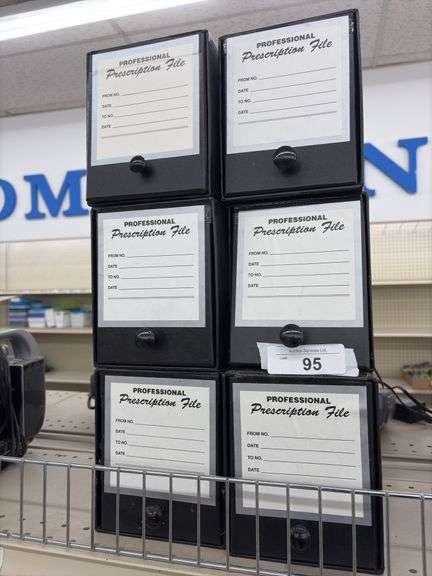 PROFESSIONAL
Prescription File
FROM NO.
DATE
TO NO.
DATE
PROFESSIONAL
Prescription File
FROM NO.
DATE
TO NO.
DATE
PROFESSIONAL
Prescription File
FROM NO.
DATE
TO NO.
DATE
PROFESSIONAL
Prescription File
FROM NO.
DATE
TO NO.
DATE
95
PROFESSIONAL
Prescription File
FROM NO.
DATE
TO NO.
DATE
PROFESSIONAL
Prescription File
FROM NO.
DATE
TO NO.
DATE
OM
N